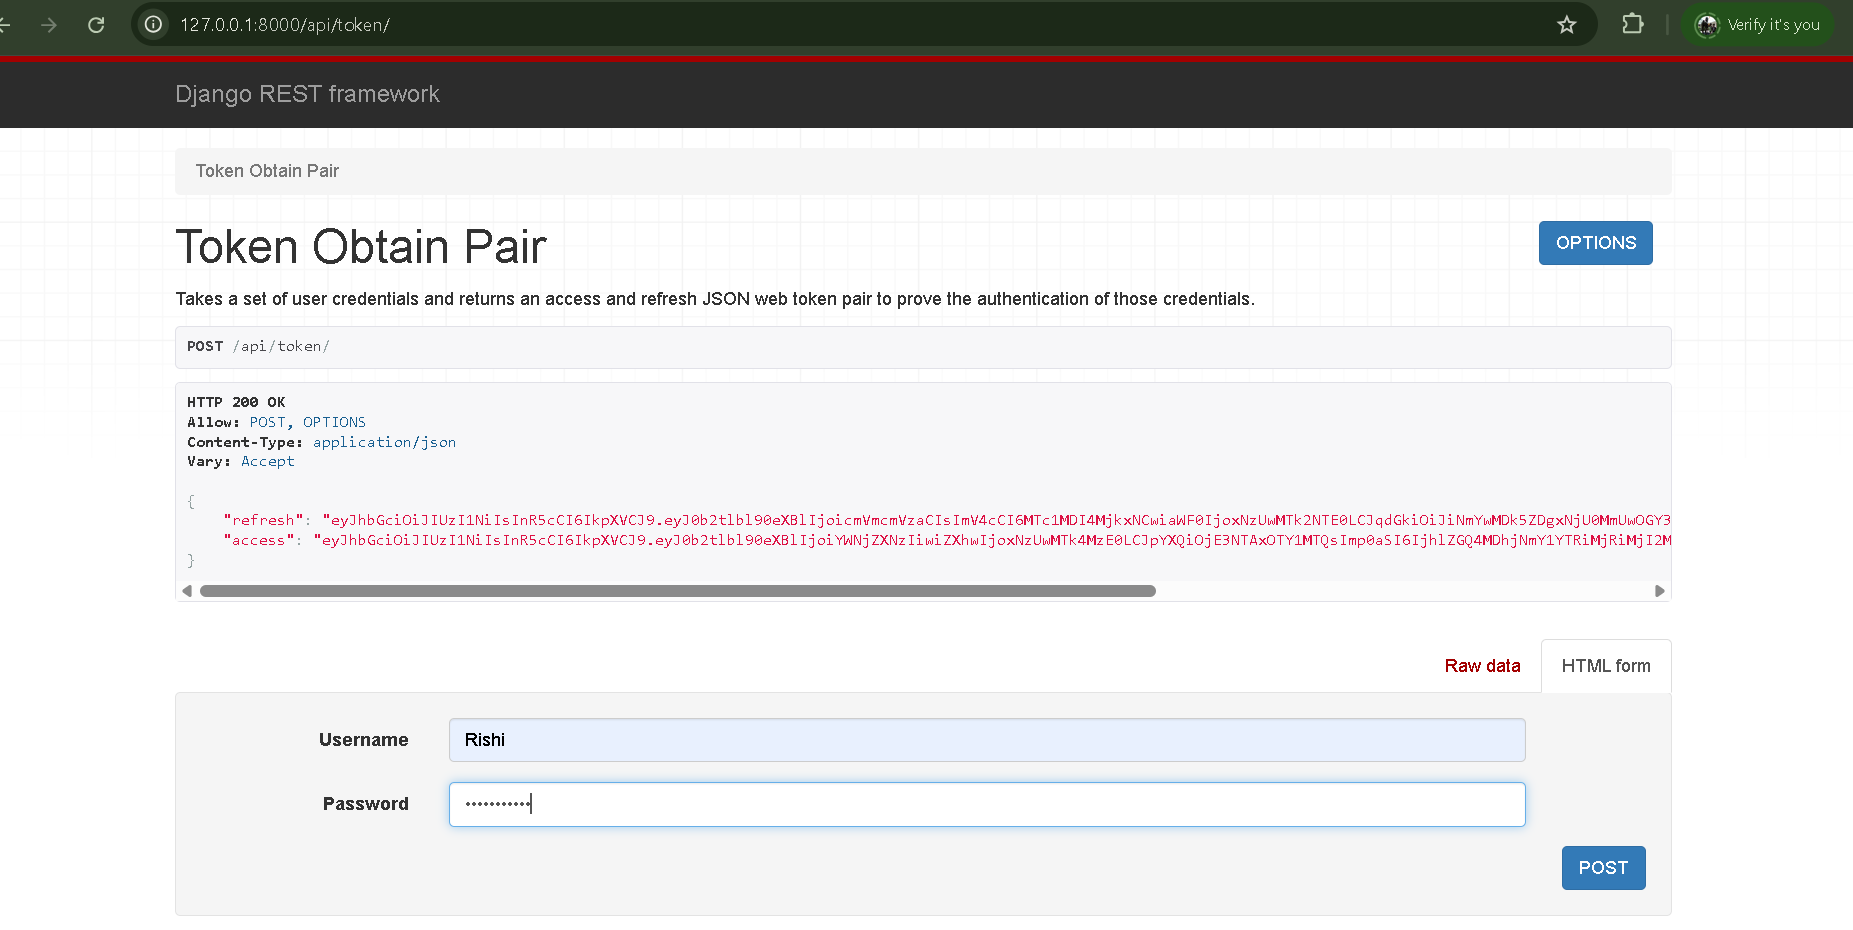 127.0.0.1:8000/api/token/
Verify it's you
Django REST framework
Token Obtain Pair
Token Obtain Pair
OPTIONS
Takes a set of user credentials and returns an access and refresh JSON web token pair to prove the authentication of those credentials.
POST /api/token/
HTTP 200 OK
Allow: POST, OPTIONS
Content-Type: application/json
Vary: Accept
{
"refresh": "eyJhbGciOiJIUzI1NiIsInR5cCI6IkpXVCJ9.eyJ0b2tlbl90eXBlIjoicmVmcmVzaCIsImV4cCI6MTc1MDI4MjkxNCwiaWF0IjoxNzUwMTk2NTE0LCJqdGkiOiJiNmYwMDk5ZDgxNjU0MmUwOGY3
"access": "eyJhbGciOiJIUzI1NiIsInR5cCI6IkpXVCJ9.eyJ0b2tlbl90eXBlIjoiYWNjZXNzIiwiZXhwIjoxNzUwMTk4MzE0LCJpYXQiOjE3NTAxOTY1MTQsImp0aSI6IjhlZGQ4MDhjNmY1YTRiMjRiMjI2M
}
Raw data
HTML form
Username
Rishi
Password
POST